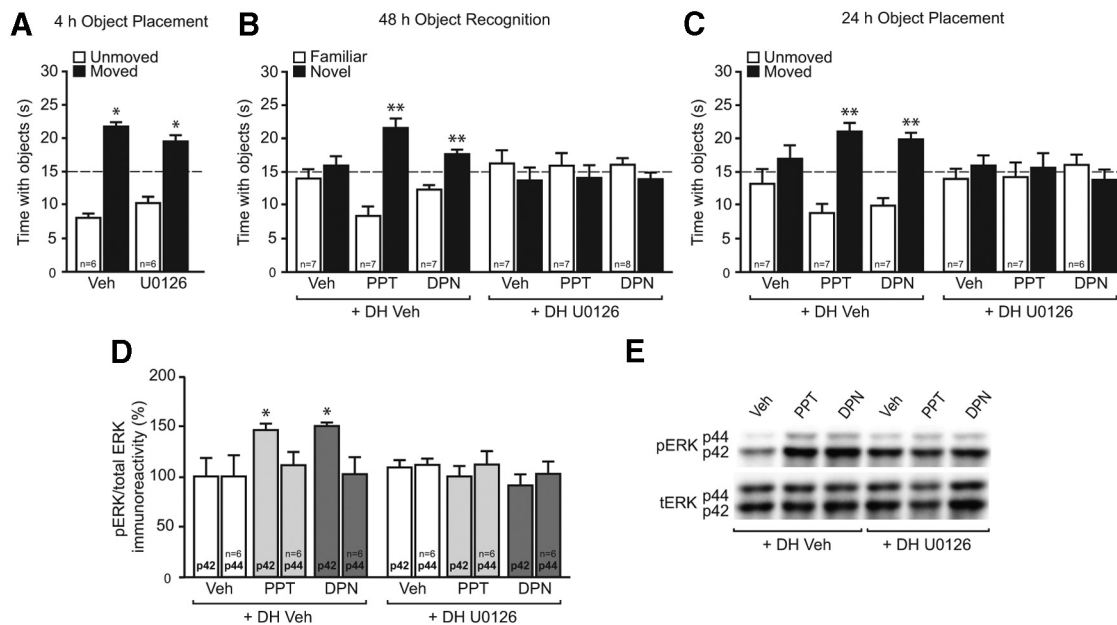 A 4 h Object Placement
Unmoved
Moved
Time with objects (s)
30
25
20
15
10
5
0
*
*
n=6
n=6
Veh U0126
B 48 h Object Recognition
Familiar
Novel
Time with objects (s)
30
25
20
15
10
5
0
**
**
n=7 n=7 n=7 n=7 n=7 n=8
Veh PPT DPN Veh PPT DPN
+ DH Veh + DH U0126
C 24 h Object Placement
Unmoved
Moved
Time with objects (s)
30
25
20
15
10
5
0
**
**
n=7 n=7 n=7 n=7 n=7 n=6
Veh PPT DPN Veh PPT DPN
+ DH Veh + DH U0126
D
pERK/total ERK
immunoreactivity (%)
200
150
100
50
0
* *
n=6 n=6 n=6 n=6 n=6 n=6
p42 p44 p42 p44 p42 p44 p42 p44 p42 p44 p42 p44
Veh PPT DPN Veh PPT DPN
+ DH Veh + DH U0126
E
Veh PPT DPN Veh PPT DPN
pERK p44
p42
tERK p44
p42
+ DH Veh + DH U0126